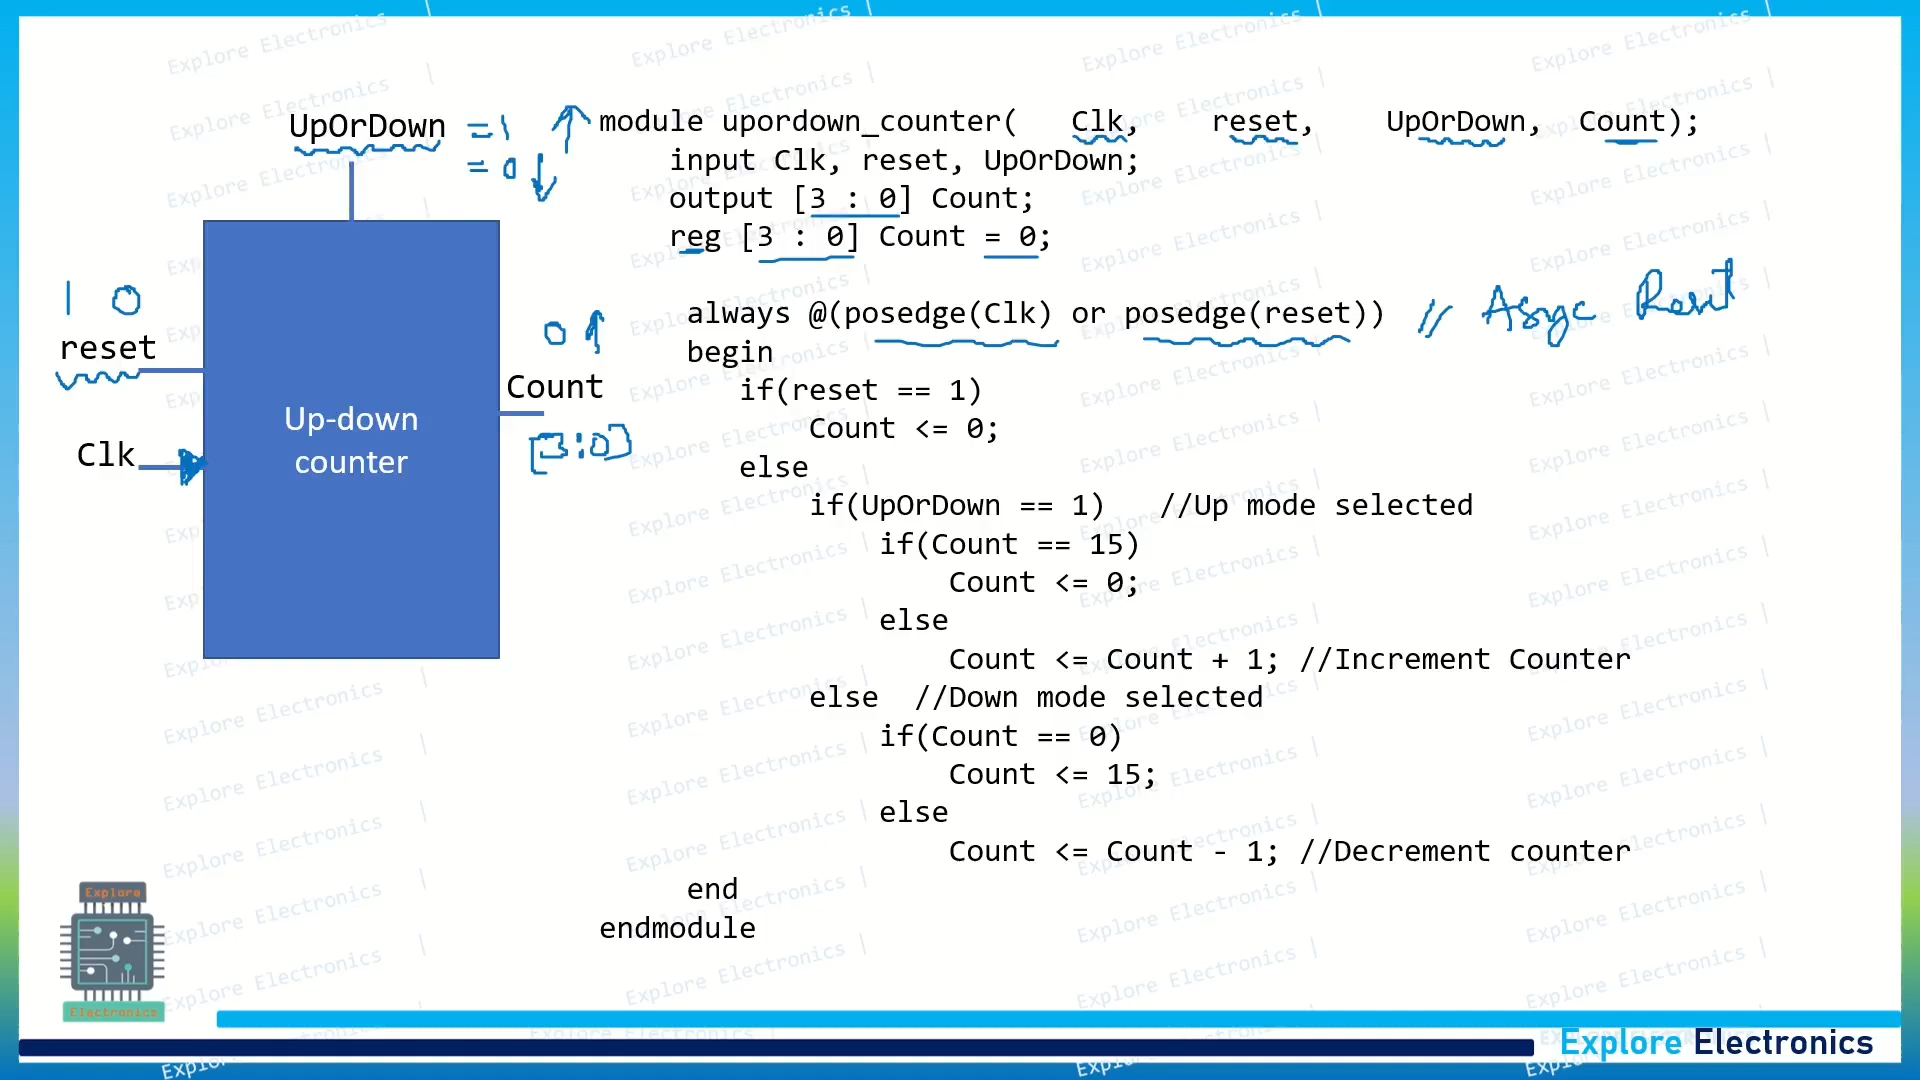 UpOrDown = 1
= 0
1 0
reset
Clk
Up-down
counter
0
Count
[3:0]
module upordown_counter( Clk, reset, UpOrDown, Count);
input Clk, reset, UpOrDown;
output [3 : 0] Count;
reg [3 : 0] Count = 0;
always @(posedge(Clk) or posedge(reset)) //
begin
if(reset == 1)
Count <= 0;
else
if(UpOrDown == 1) //Up mode selected
if(Count == 15)
Count <= 0;
else
Count <= Count + 1; //Increment Counter
else //Down mode selected
if(Count == 0)
Count <= 15;
else
Count <= Count - 1; //Decrement counter
end
endmodule
Explore
Electronics
Explore Electronics